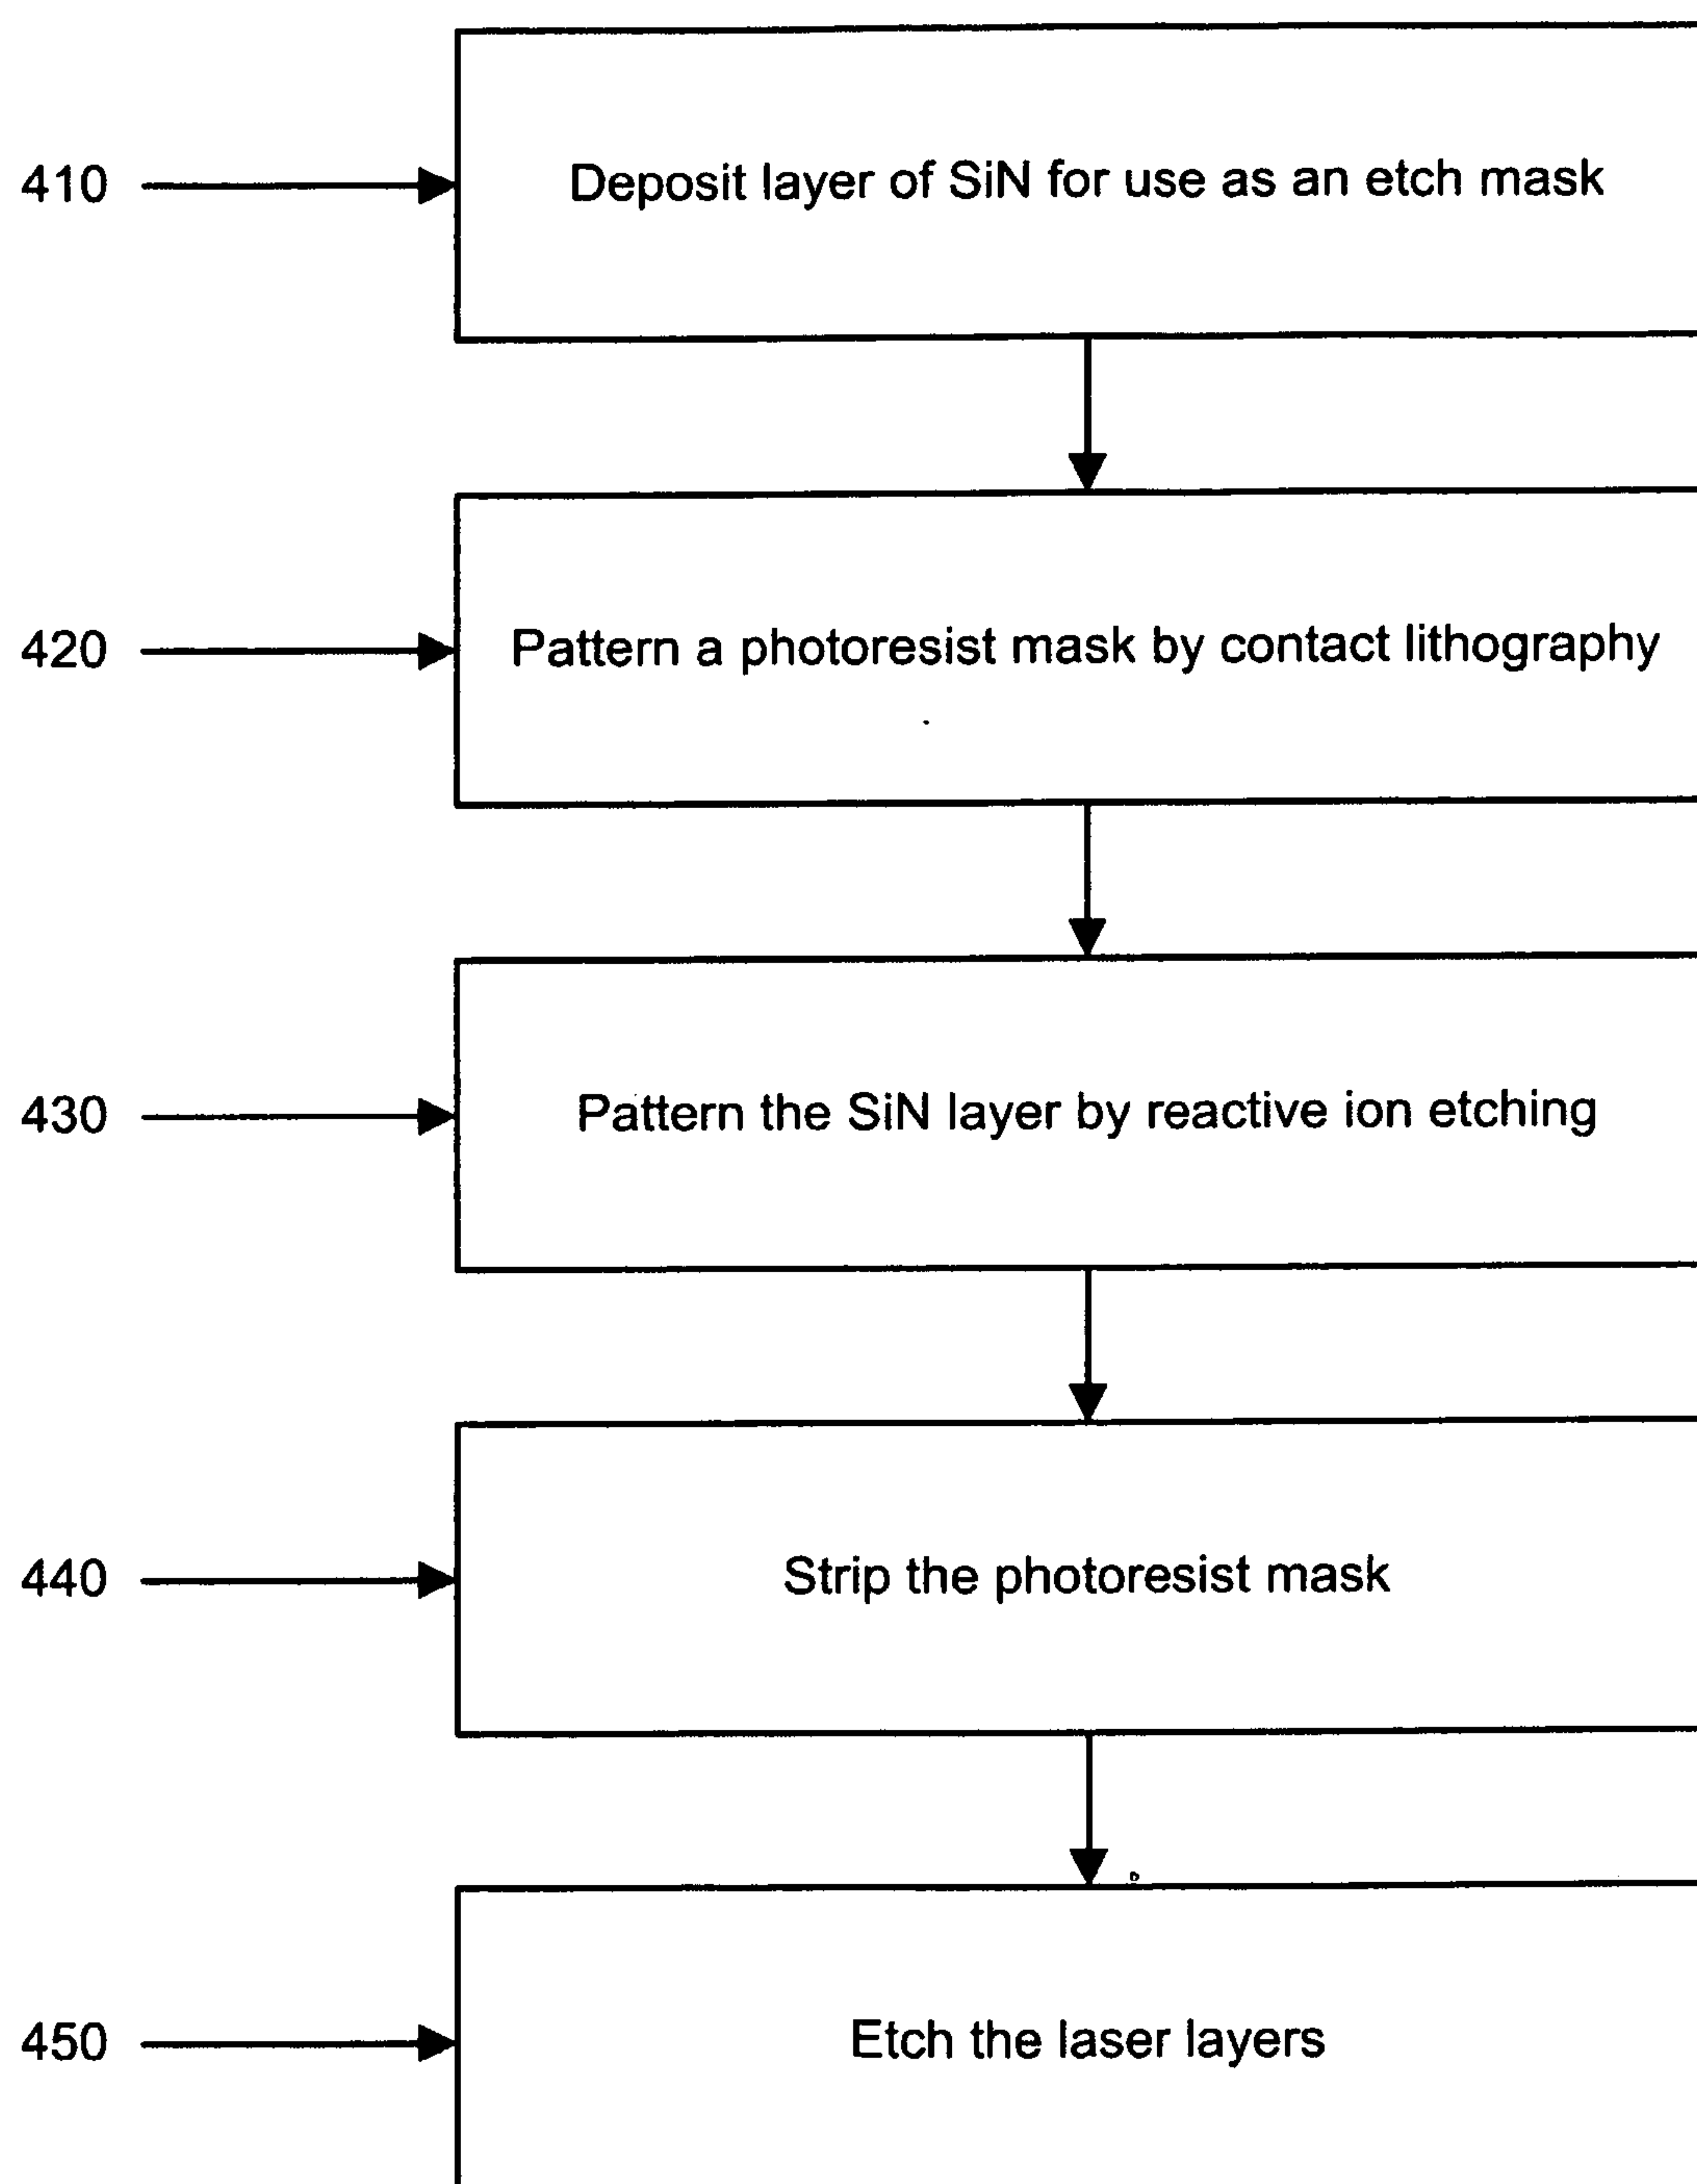 410
Deposit layer of SiN for use as an etch mask
420
Pattern a photoresist mask by contact lithography
430
Pattern the SiN layer by reactive ion etching
440
Strip the photoresist mask
450
Etch the laser layers